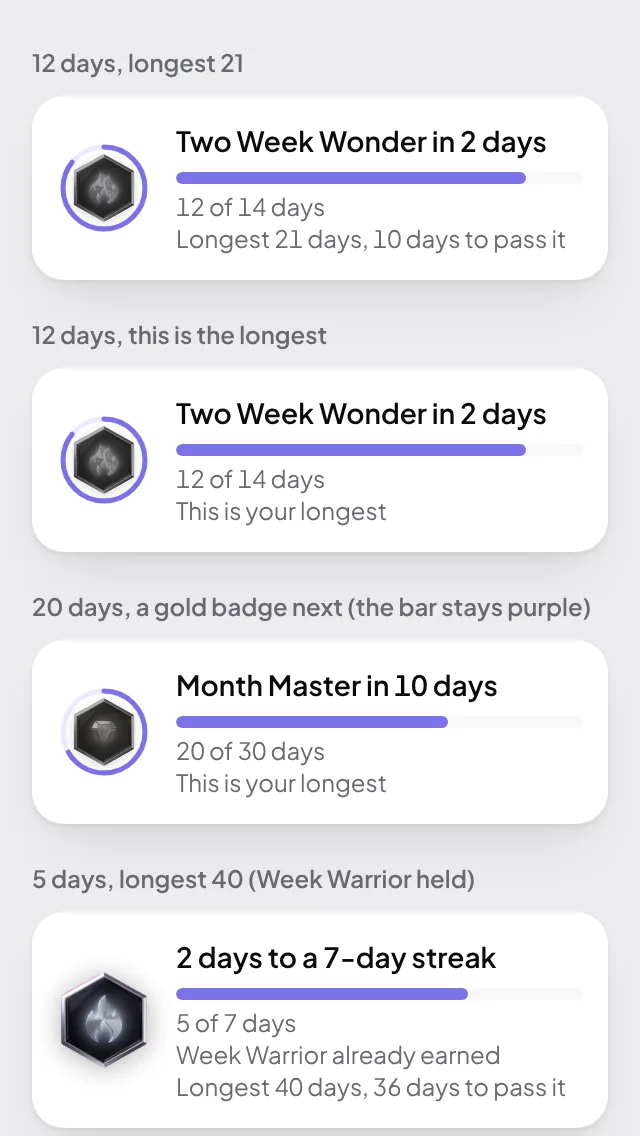 12 days, longest 21
Two Week Wonder in 2 days
12 of 14 days
Longest 21 days, 10 days to pass it
12 days, this is the longest
Two Week Wonder in 2 days
12 of 14 days
This is your longest
20 days, a gold badge next (the bar stays purple)
Month Master in 10 days
20 of 30 days
This is your longest
5 days, longest 40 (Week Warrior held)
2 days to a 7-day streak
5 of 7 days
Week Warrior already earned
Longest 40 days, 36 days to pass it